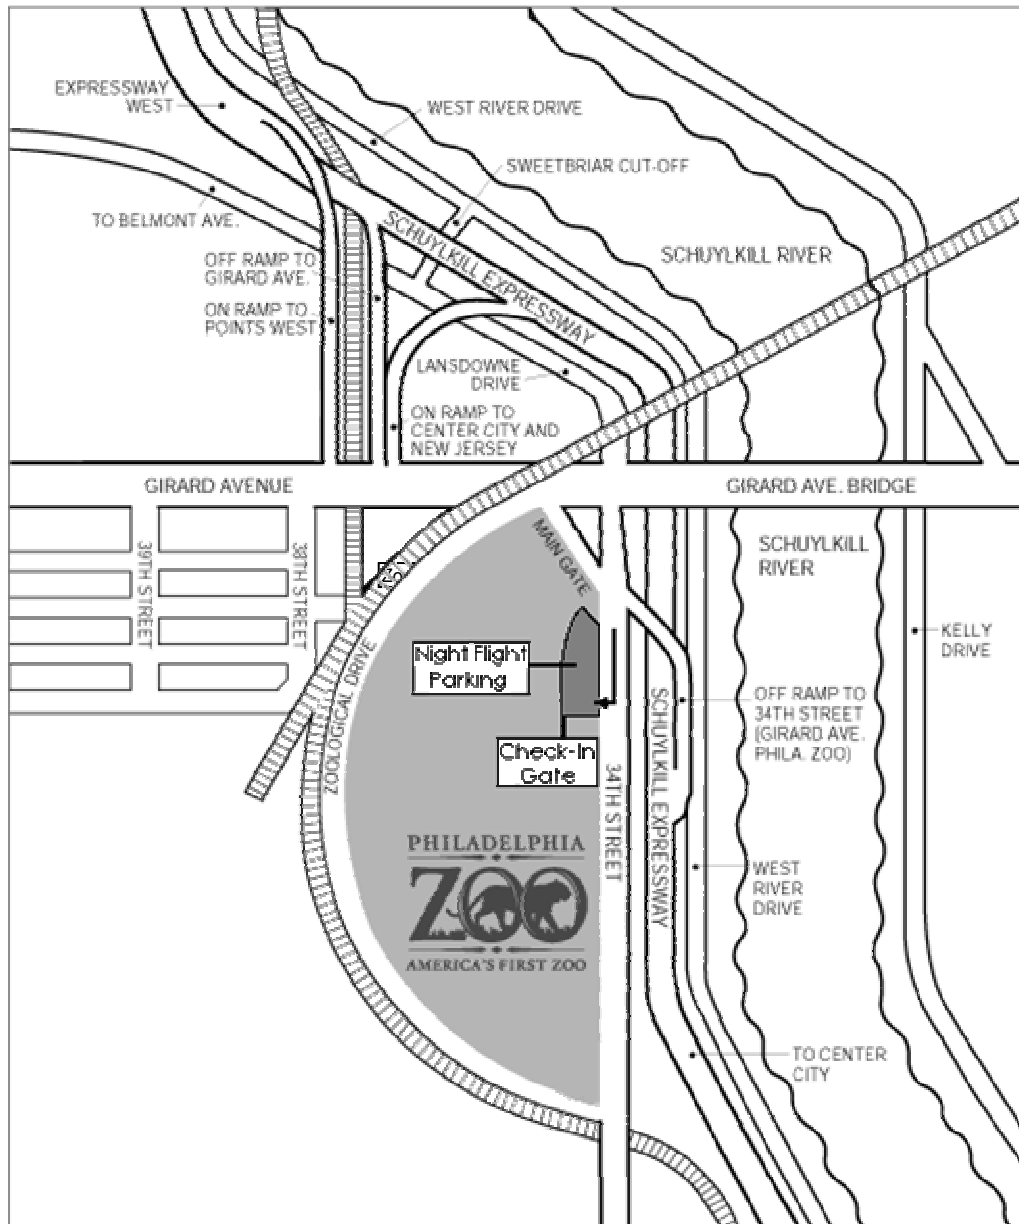 EXPRESSWAY
WEST
WEST RIVER DRIVE
SWEETBRIAR CUT-OFF
TO BELMONT AVE.
SCHUYLKILL EXPRESSWAY
SCHUYLKILL RIVER
OFF RAMP TO
GIRARD AVE.
ON RAMP TO
POINTS WEST
LANSDOWNE
DRIVE
ON RAMP TO
CENTER CITY AND
NEW JERSEY
GIRARD AVENUE
GIRARD AVE. BRIDGE
MAIN GATE
39TH STREET
38TH STREET
SCHUYLKILL
RIVER
KELLY
DRIVE
Night Flight
Parking
ZOOLOGICAL DRIVE
OFF RAMP TO
34TH STREET
(GIRARD AVE.
PHILA. ZOO)
Check-In
Gate
34TH STREET
SCHUYLKILL EXPRESSWAY
PHILADELPHIA
ZOO
AMERICA'S FIRST ZOO
WEST
RIVER
DRIVE
TO CENTER
CITY